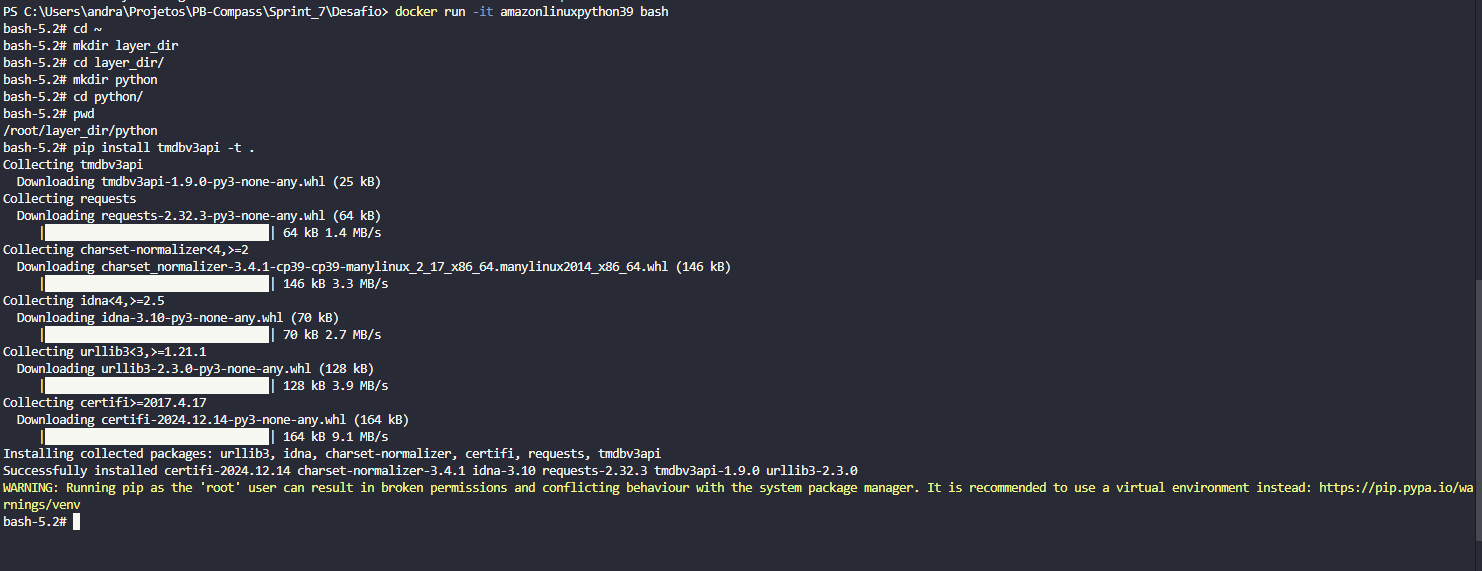 PS C:\Users\andra\Projetos\PB-Compass\Sprint_7\Desafio> docker run -it amazonlinuxpython39 bash
bash-5.2# cd ~
bash-5.2# mkdir layer_dir
bash-5.2# cd layer_dir/
bash-5.2# mkdir python
bash-5.2# cd python/
bash-5.2# pwd
/root/layer_dir/python
bash-5.2# pip install tmdbv3api -t .
Collecting tmdbv3api
  Downloading tmdbv3api-1.9.0-py3-none-any.whl (25 kB)
Collecting requests
  Downloading requests-2.32.3-py3-none-any.whl (64 kB)
     || 64 kB 1.4 MB/s
Collecting charset-normalizer<4,>=2
  Downloading charset_normalizer-3.4.1-cp39-cp39-manylinux_2_17_x86_64.manylinux2014_x86_64.whl (146 kB)
     || 146 kB 3.3 MB/s
Collecting idna<4,>=2.5
  Downloading idna-3.10-py3-none-any.whl (70 kB)
     || 70 kB 2.7 MB/s
Collecting urllib3<3,>=1.21.1
  Downloading urllib3-2.3.0-py3-none-any.whl (128 kB)
     || 128 kB 3.9 MB/s
Collecting certifi>=2017.4.17
  Downloading certifi-2024.12.14-py3-none-any.whl (164 kB)
     || 164 kB 9.1 MB/s
Installing collected packages: urllib3, idna, charset-normalizer, certifi, requests, tmdbv3api
Successfully installed certifi-2024.12.14 charset-normalizer-3.4.1 idna-3.10 requests-2.32.3 tmdbv3api-1.9.0 urllib3-2.3.0
WARNING: Running pip as the 'root' user can result in broken permissions and conflicting behaviour with the system package manager. It is recommended to use a virtual environment instead: https://pip.pypa.io/wa
rnings/venv
bash-5.2#